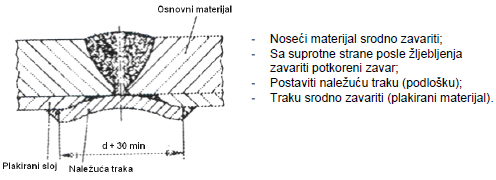 Osnovni materijal
- Noseći materijal srodno zavariti;
- Sa suprotne strane posle žljebljenja
zavariti potkoreni zavar;
- Postaviti naležuću traku (podlošku);
- Traku srodno zavariti (plakirani materijal).
d + 30 min
Plakirani sloj
Naležuća traka